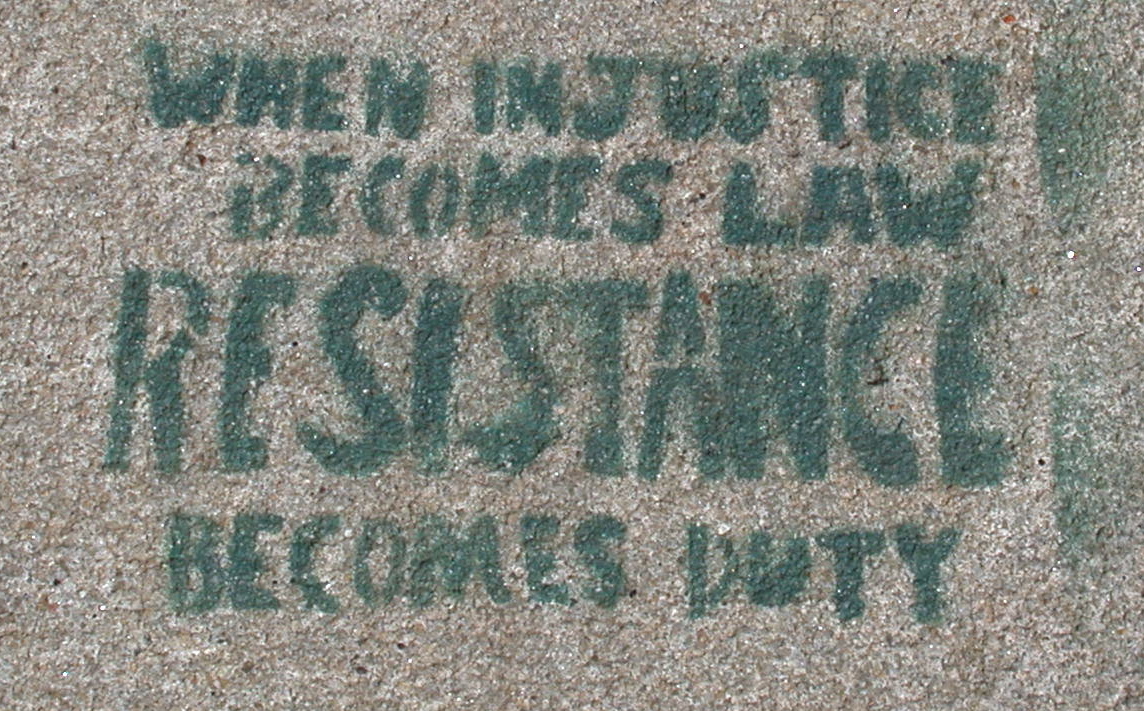 WHEN INJUSTICE
BECOMES LAW
RESISTANCE
BECOMES DUTY